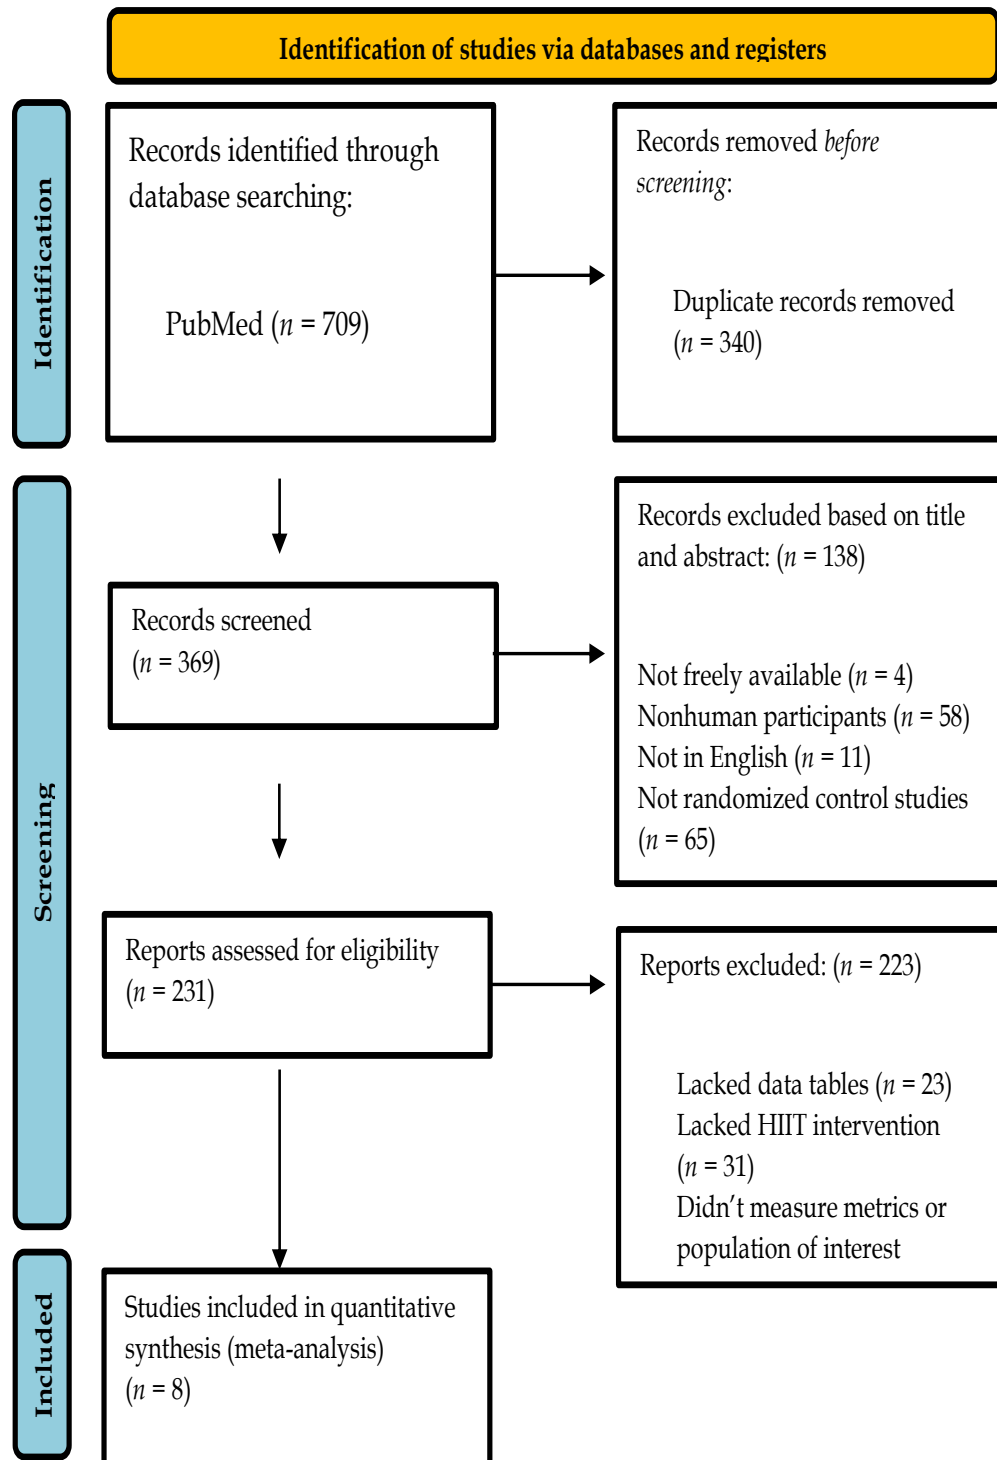 Identification of studies via databases and registers
Identification
Records identified through
database searching:
PubMed (n = 709)
Records removed before
screening:
Duplicate records removed
(n = 340)
Screening
Records screened
(n = 369)
Records excluded based on title
and abstract: (n = 138)
Not freely available (n = 4)
Nonhuman participants (n = 58)
Not in English (n = 11)
Not randomized control studies
(n = 65)
Reports assessed for eligibility
(n = 231)
Reports excluded: (n = 223)
Lacked data tables (n = 23)
Lacked HIIT intervention
(n = 31)
Didn’t measure metrics or
population of interest
Included
Studies included in quantitative
synthesis (meta-analysis)
(n = 8)